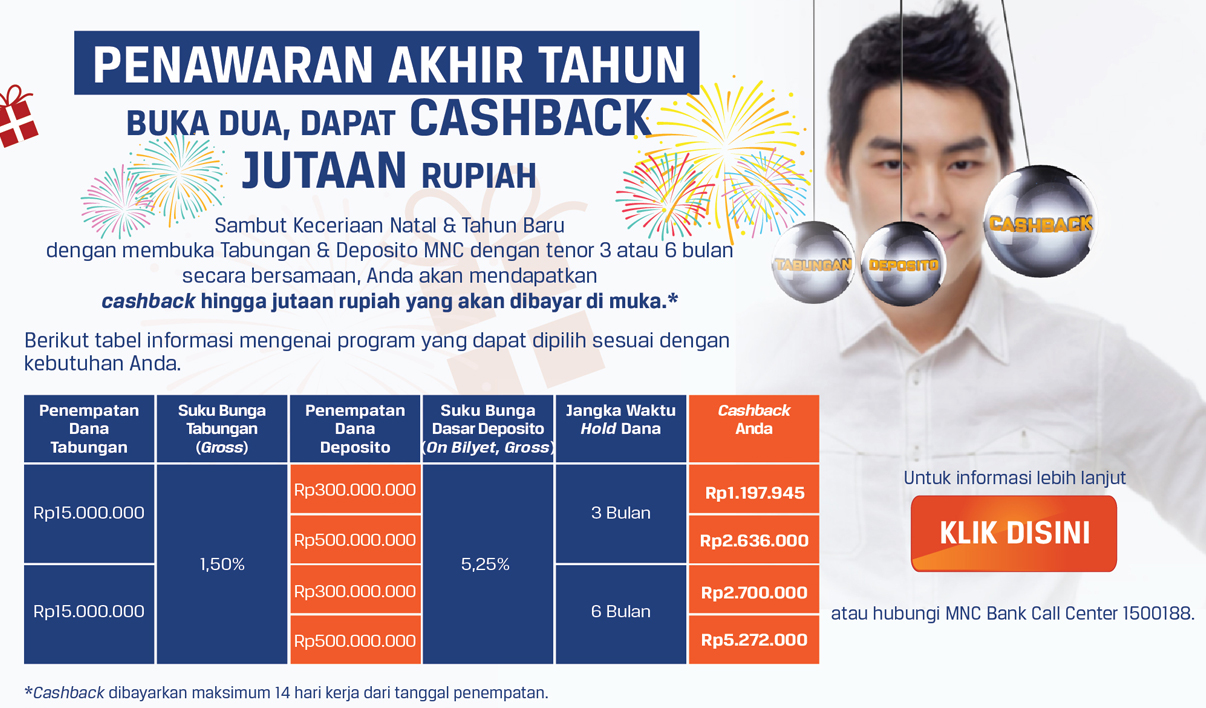 PENAWARAN AKHIR TAHUN
BUKA DUA, DAPAT CASHBACK
JUTAAN RUPIAH
Sambut Keceriaan Natal & Tahun Baru
dengan membuka Tabungan & Deposito MNC dengan tenor 3 atau 6 bulan
secara bersamaan, Anda akan mendapatkan
cashback hingga jutaan rupiah yang akan dibayar di muka.*
TABUNGAN
DEPOSITO
CASHBACK
Berikut tabel informasi mengenai program yang dapat dipilih sesuai dengan
kebutuhan Anda.
Penempatan
Dana
Tabungan
Suku Bunga
Tabungan
(Gross)
Penempatan
Dana
Deposito
Suku Bunga
Dasar Deposito
(On Bilyet, Gross)
Jangka Waktu
Hold Dana
Cashback
Anda
Rp15.000.000
1,50%
Rp300.000.000
5,25%
3 Bulan
Rp1.197.945
Rp500.000.000
Rp2.636.000
Rp15.000.000
Rp300.000.000
6 Bulan
Rp2.700.000
Rp500.000.000
Rp5.272.000
Untuk informasi lebih lanjut
KLIK DISINI
atau hubungi MNC Bank Call Center 1500188.
*Cashback dibayarkan maksimum 14 hari kerja dari tanggal penempatan.